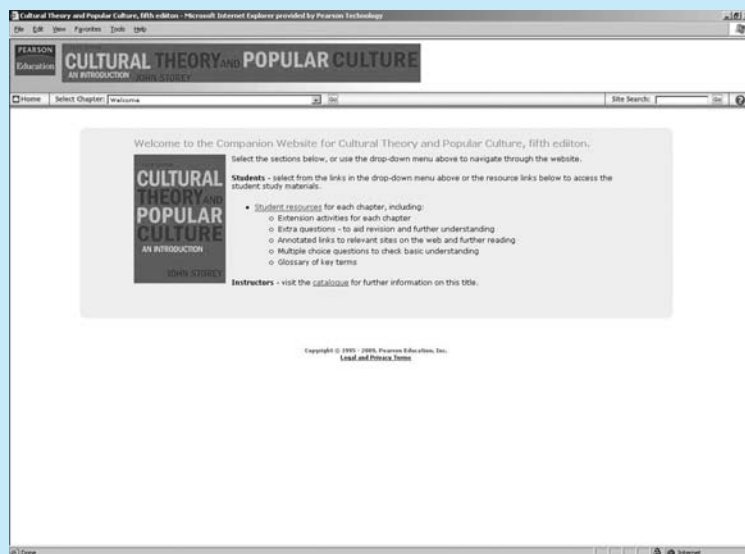 Cultural Theory and Popular Culture, fifth ediiton - Microsoft Internet Explorer provided by Pearson Technology
File Edit View Favorites Tools Help
PEARSON
Education
CULTURAL THEORY AND POPULAR CULTURE
AN INTRODUCTION JOHN STOREY
Home Select Chapter: Welcome Go Site Search: Go
Welcome to the Companion Website for Cultural Theory and Popular Culture, fifth ediiton.
CULTURAL
THEORY AND
POPULAR
CULTURE
AN INTRODUCTION
JOHN STOREY
Select the sections below, or use the drop-down menu above to navigate through the website.
Students - select from the links in the drop-down menu above or the resource links below to access the
student study materials.
• Student resources for each chapter, including:
o Extension activities for each chapter
o Extra questions - to aid revision and further understanding
o Annotated links to relevant sites on the web and further reading
o Multiple choice questions to check basic understanding
o Glossary of key terms
Instructors - visit the catalogue for further information on this title.
Copyright © 1995 - 2009, Pearson Education, Inc.
Legal and Privacy Terms
Done Internet